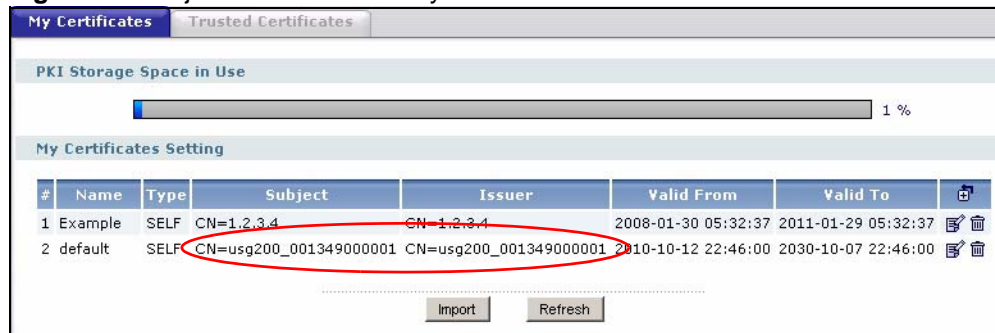 My Certificates Trusted Certificates
PKI Storage Space in Use
1 %
My Certificates Setting
# Name Type Subject Issuer Valid From Valid To
1 Example SELF CN=1.2.3.4 CN=1.2.3.4 2008-01-30 05:32:37 2011-01-29 05:32:37
2 default SELF CN=usg200_001349000001 CN=usg200_001349000001 2010-10-12 22:46:00 2030-10-07 22:46:00
Import Refresh